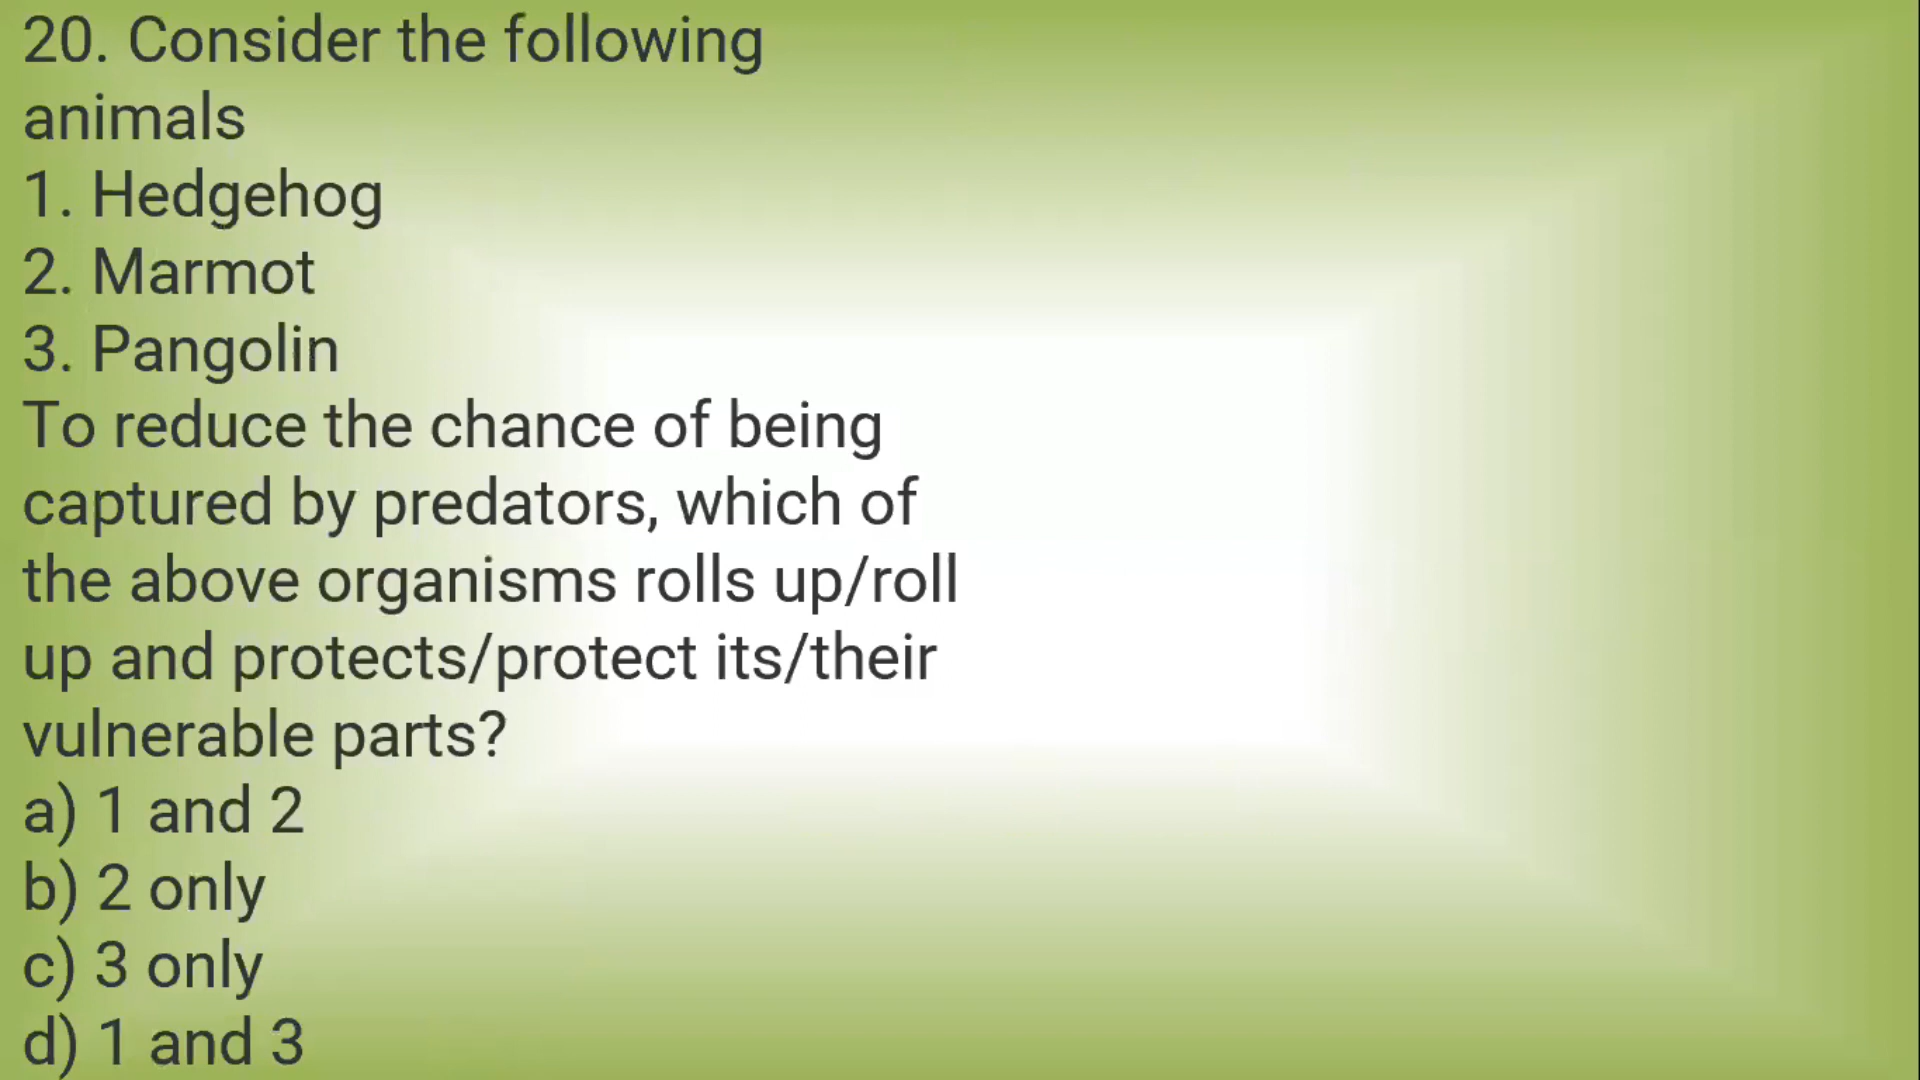 20. Consider the following
animals
1. Hedgehog
2. Marmot
3. Pangolin
To reduce the chance of being
captured by predators, which of
the above organisms rolls up/roll
up and protects/protect its/their
vulnerable parts?
a) 1 and 2
b) 2 only
c) 3 only
d) 1 and 3